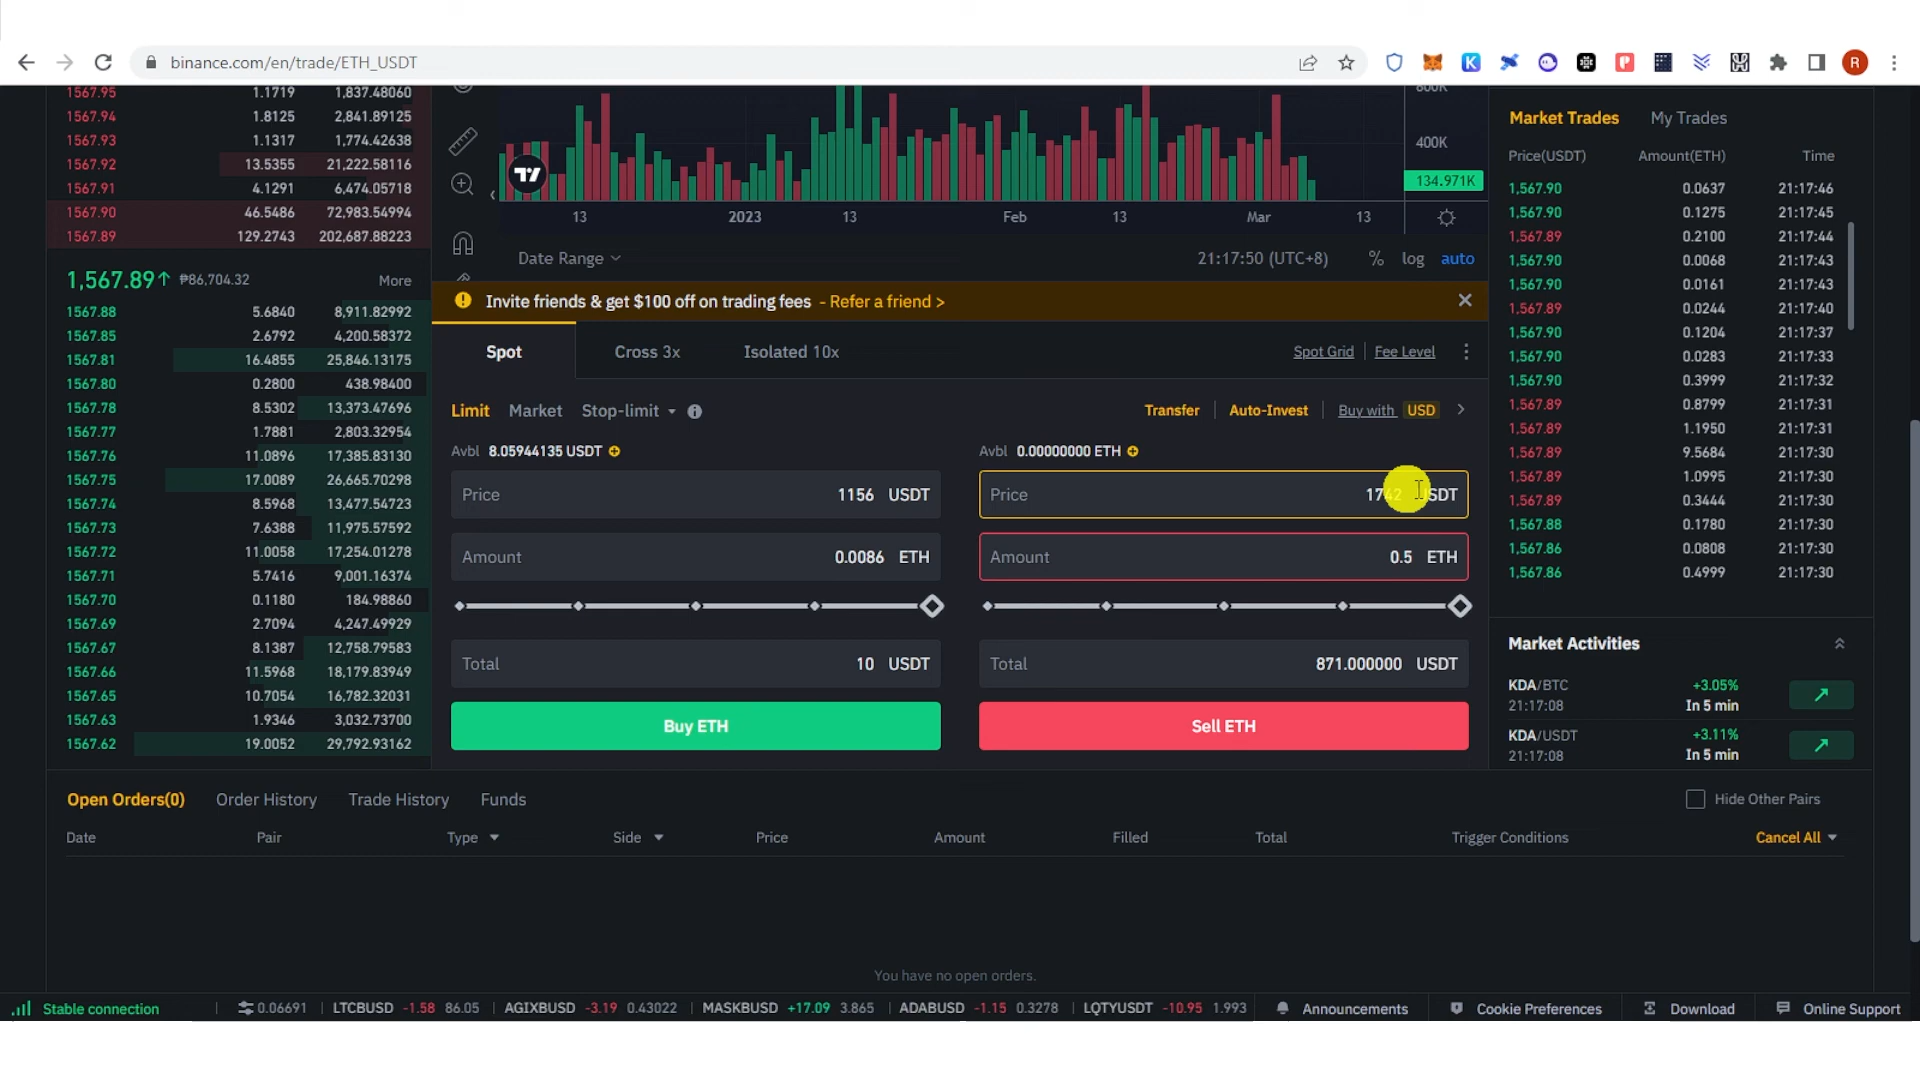 binance.com/en/trade/ETH_USDT
R
1567.95 1.1719 1,837.48060
1567.94 1.8125 2,841.89125
1567.93 1.1317 1,774.42638
1567.92 13.5355 21,222.58116
1567.91 4.1291 6,474.05718
1567.90 46.5486 72,983.54994
1567.89 129.2743 202,687.88223
1,567.89↑ ₱86,704.32 More
1567.88 5.6840 8,911.82992
1567.85 2.6792 4,200.58372
1567.81 16.4855 25,846.13175
1567.80 0.2800 438.98400
1567.78 8.5302 13,373.47696
1567.77 1.7881 2,803.32954
1567.76 11.0896 17,385.83130
1567.75 17.0089 26,665.70298
1567.74 8.5968 13,477.54723
1567.73 7.6388 11,975.57592
1567.72 11.0058 17,254.01278
1567.71 5.7416 9,001.16374
1567.70 0.1180 184.98860
1567.69 2.7094 4,247.49929
1567.67 8.1387 12,758.79583
1567.66 11.5968 18,179.83949
1567.65 10.7054 16,782.32031
1567.63 1.9346 3,032.73700
1567.62 19.0052 29,792.93162
800K
400K
134.971K
13 2023 13 Feb 13 Mar 13
Date Range 21:17:50 (UTC+8) % log auto
Invite friends & get $100 off on trading fees - Refer a friend >
Spot Cross 3x Isolated 10x Spot Grid Fee Level
Limit Market Stop-limit Transfer Auto-Invest Buy with USD
Avbl 8.05944135 USDT
Price 1156 USDT
Amount 0.0086 ETH
Total 10 USDT
Buy ETH
Avbl 0.00000000 ETH
Price 1742 USDT
Amount 0.5 ETH
Total 871.000000 USDT
Sell ETH
Market Trades My Trades
Price(USDT) Amount(ETH) Time
1,567.90 0.0637 21:17:46
1,567.90 0.1275 21:17:45
1,567.89 0.2100 21:17:44
1,567.90 0.0068 21:17:43
1,567.90 0.0161 21:17:43
1,567.89 0.0244 21:17:40
1,567.90 0.1204 21:17:37
1,567.90 0.0283 21:17:33
1,567.90 0.3999 21:17:32
1,567.89 0.8799 21:17:31
1,567.89 1.1950 21:17:31
1,567.89 9.5684 21:17:30
1,567.89 1.0995 21:17:30
1,567.89 0.3444 21:17:30
1,567.88 0.1780 21:17:30
1,567.86 0.0808 21:17:30
1,567.86 0.4999 21:17:30
Market Activities
KDA/BTC +3.05%
21:17:08 In 5 min
KDA/USDT +3.11%
21:17:08 In 5 min
Open Orders(0) Order History Trade History Funds Hide Other Pairs
Date Pair Type Side Price Amount Filled Total Trigger Conditions Cancel All
You have no open orders.
Stable connection 0.06691 LTCBUSD -1.58 86.05 AGIXBUSD -3.19 0.43022 MASKBUSD +17.09 3.865 ADABUSD -1.15 0.3278 LQTYUSDT -10.95 1.993 Announcements Cookie Preferences Download Online Support